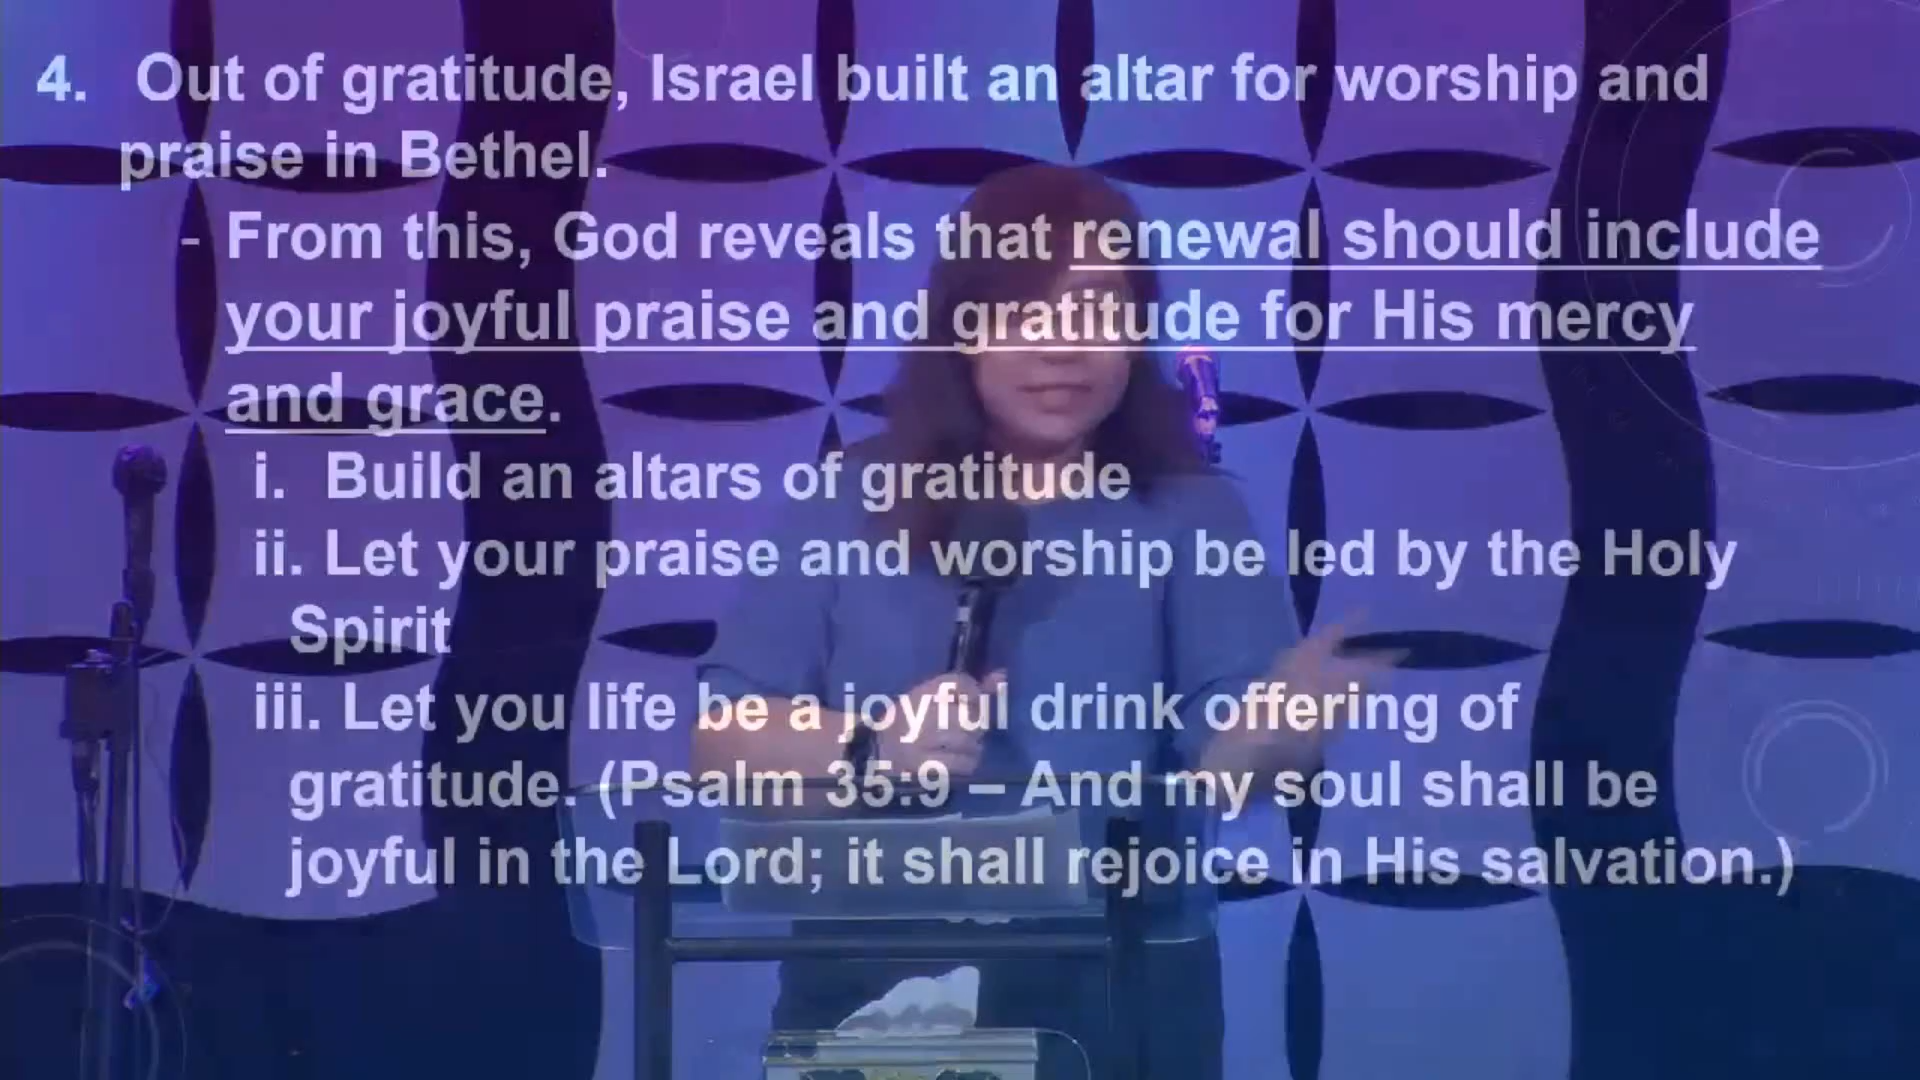 4. Out of gratitude, Israel built an altar for worship and
praise in Bethel.
- From this, God reveals that renewal should include
your joyful praise and gratitude for His mercy
and grace.
i. Build an altars of gratitude
ii. Let your praise and worship be led by the Holy
Spirit
iii. Let you life be a joyful drink offering of
gratitude. (Psalm 35:9 – And my soul shall be
joyful in the Lord; it shall rejoice in His salvation.)